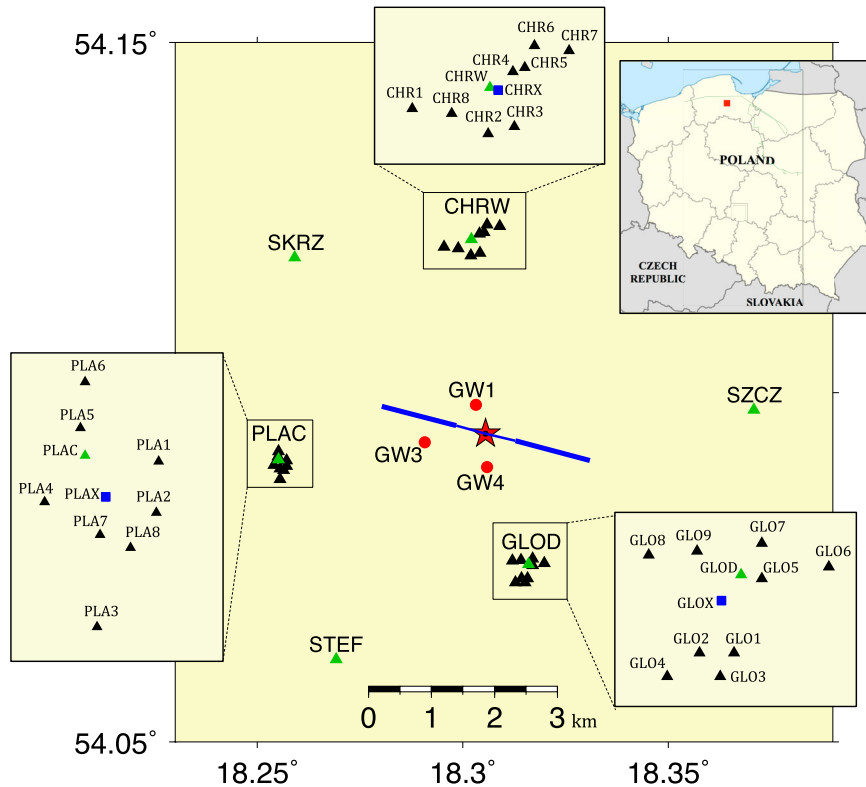 54.15°
CHR6
CHR7
CHR4
CHR5
CHRW
CHRX
CHR1
CHR8
CHR3
CHR2
POLAND
CZECH
REPUBLIC
SLOVAKIA
CHRW
SKRZ
PLA6
PLA5
PLAC
PLA1
PLA4
PLAX
PLA2
PLA7
PLA8
PLA3
GW1
SZCZ
PLAC
GW3
GW4
GLOD
GLO7
GLO8
GLO9
GLO6
GLOD
GLO5
GLOX
GLO2
GLO1
GLO4
GLO3
STEF
0 1 2 3 km
54.05°
18.25° 18.3° 18.35°